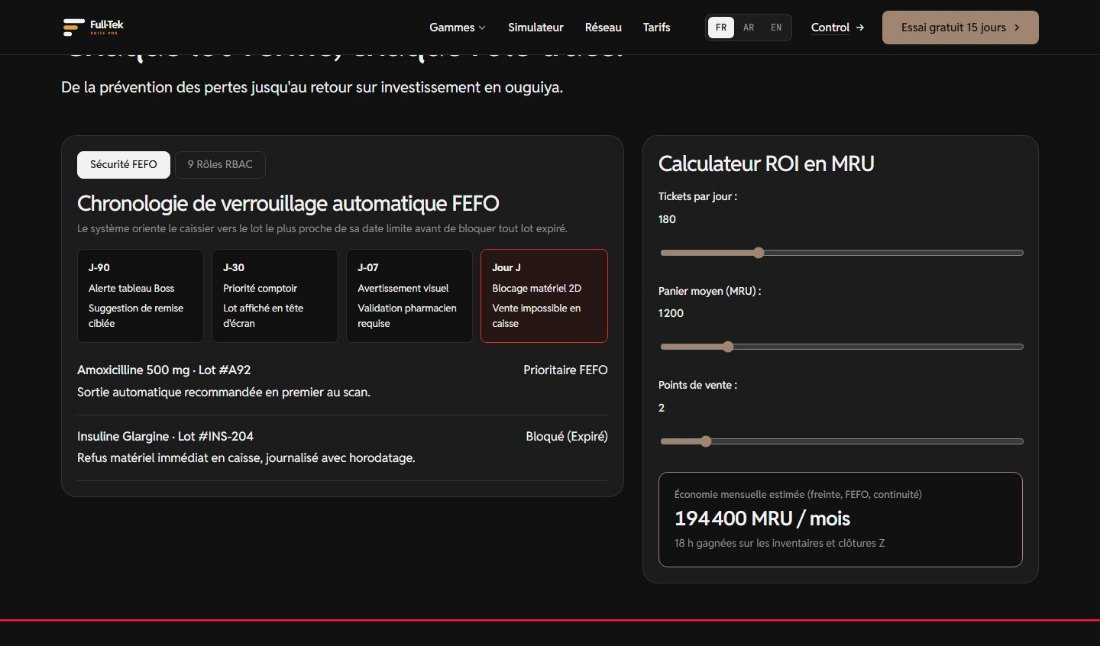 Full-Tek
SUITE POS
Gammes
Simulateur
Réseau
Tarifs
FR AR EN
Control →
Essai gratuit 15 jours
De la prévention des pertes jusqu'au retour sur investissement en ouguiya.
Sécurité FEFO
9 Rôles RBAC
Chronologie de verrouillage automatique FEFO
Le système oriente le caissier vers le lot le plus proche de sa date limite avant de bloquer tout lot expiré.
J-90
Alerte tableau Boss
Suggestion de remise
ciblée
J-30
Priorité comptoir
Lot affiché en tête
d'écran
J-07
Avertissement visuel
Validation pharmacien
requise
Jour J
Blocage matériel 2D
Vente impossible en
caisse
Amoxicilline 500 mg · Lot #A92
Prioritaire FEFO
Sortie automatique recommandée en premier au scan.
Insuline Glargine · Lot #INS-204
Bloqué (Expiré)
Refus matériel immédiat en caisse, journalisé avec horodatage.
Calculateur ROI en MRU
Tickets par jour :
180
Panier moyen (MRU) :
1200
Points de vente :
2
Économie mensuelle estimée (freinte, FEFO, continuité)
194 400 MRU / mois
18 h gagnées sur les inventaires et clôtures Z